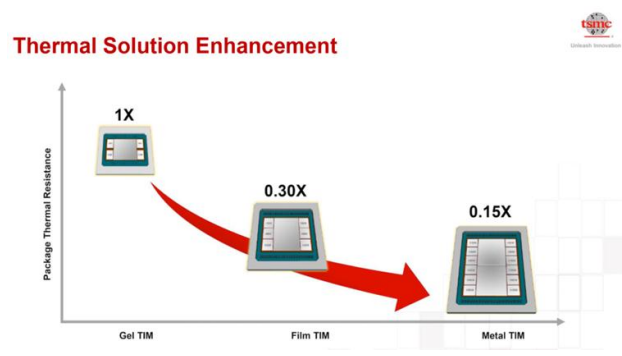 tsmc
Unleash Innovation
Thermal Solution Enhancement
1X
0.30X
0.15X
Package Thermal Resistance
Gel TIM
Film TIM
Metal TIM